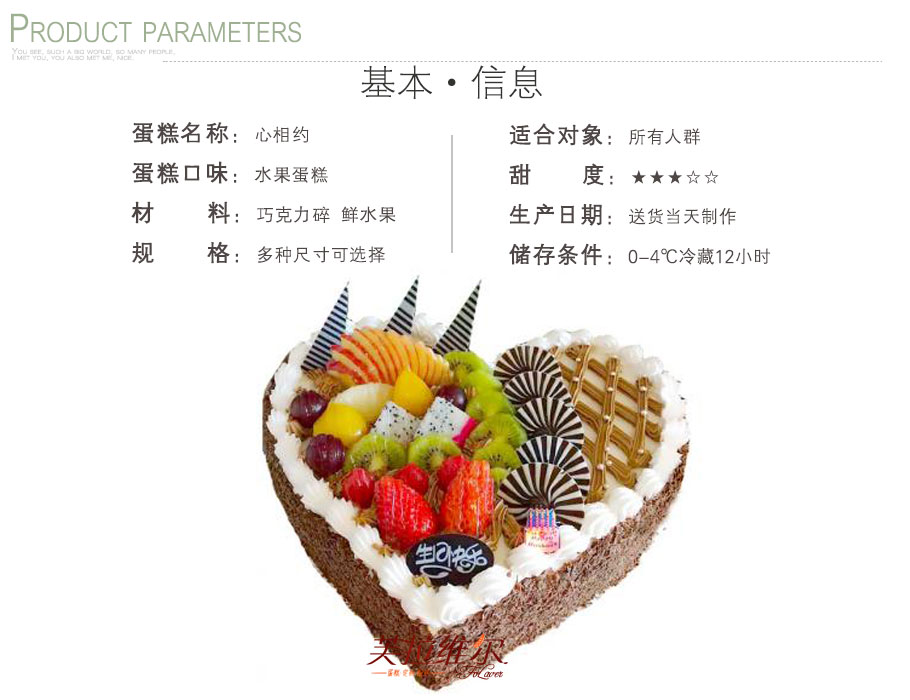 PRODUCT PARAMETERS
YOU SEE, SUCH A BIG WORLD, SO MANY PEOPLE,
I MET YOU, YOU ALSO MET ME, NICE.
基本·信息
蛋糕名称：心相约
蛋糕口味：水果蛋糕
材 料：巧克力碎 鲜水果
规 格：多种尺寸可选择
适合对象：所有人群
甜 度：★★★☆☆
生产日期：送货当天制作
储存条件：0-4℃冷藏12小时
生日快乐
芙拉维尔